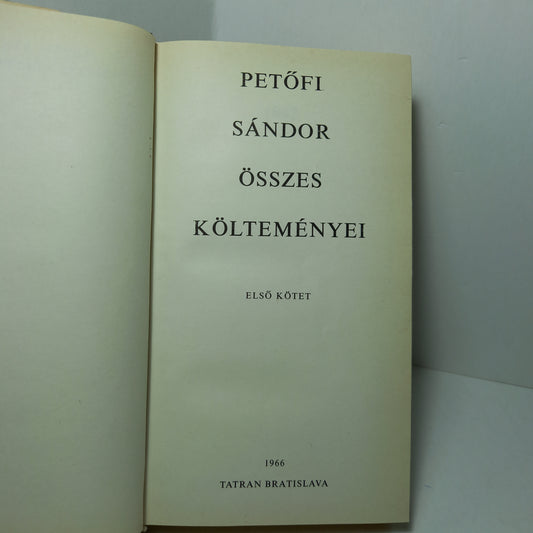 PETŐFI
SÁNDOR
ÖSSZES
KÖLTEMÉNYEI
ELSŐ KÖTET
1966
TATRAN BRATISLAVA